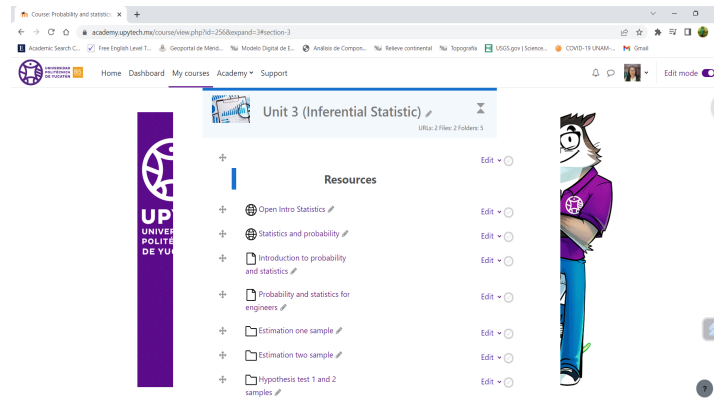 Course: Probability and statistics
academy.upytech.mx/course/view.php?id=256&expand=3#section-3
Academic Search C...
Free English Level T...
Geoportal de Mérid...
Modelo Digital de E...
Análisis de Compon...
Relieve continental
Topografía
USGS.gov | Science...
COVID-19 UNAM-...
Gmail
UNIVERSIDAD
POLITÉCNICA
DE YUCATÁN
Home Dashboard My courses Academy Support
Edit mode
Unit 3 (Inferential Statistic)
URLs: 2 Files: 2 Folders: 5
Edit
Resources
Open Intro Statistics
Edit
Statistics and probability
Edit
Introduction to probability
and statistics
Edit
Probability and statistics for
engineers
Edit
Estimation one sample
Edit
Estimation two sample
Edit
Hypothesis test 1 and 2
samples
Edit
UP
UNIVER
POLITÉ
DE YU
?